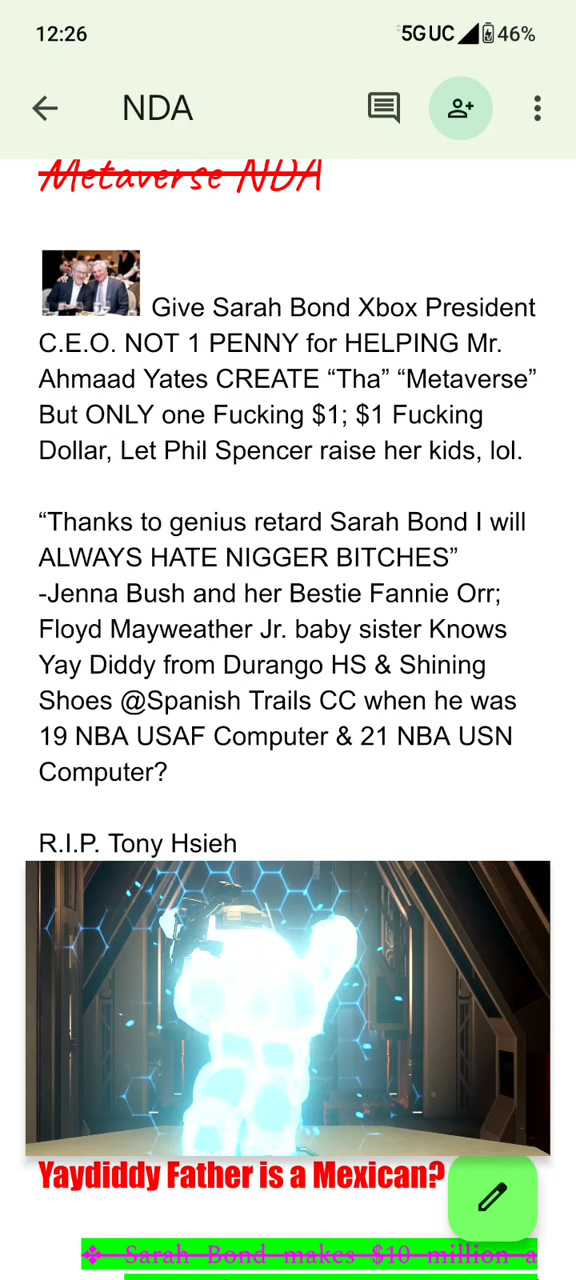 12:26
5G UC
46%
NDA
Metaverse NDA
Give Sarah Bond Xbox President
C.E.O. NOT 1 PENNY for HELPING Mr.
Ahmaad Yates CREATE “Tha” “Metaverse”
But ONLY one Fucking $1; $1 Fucking
Dollar, Let Phil Spencer raise her kids, lol.
“Thanks to genius retard Sarah Bond I will
ALWAYS HATE NIGGER BITCHES”
-Jenna Bush and her Bestie Fannie Orr;
Floyd Mayweather Jr. baby sister Knows
Yay Diddy from Durango HS & Shining
Shoes @Spanish Trails CC when he was
19 NBA USAF Computer & 21 NBA USN
Computer?
R.I.P. Tony Hsieh
Yaydiddy Father is a Mexican?
❖ Sarah Bond makes $10 million a